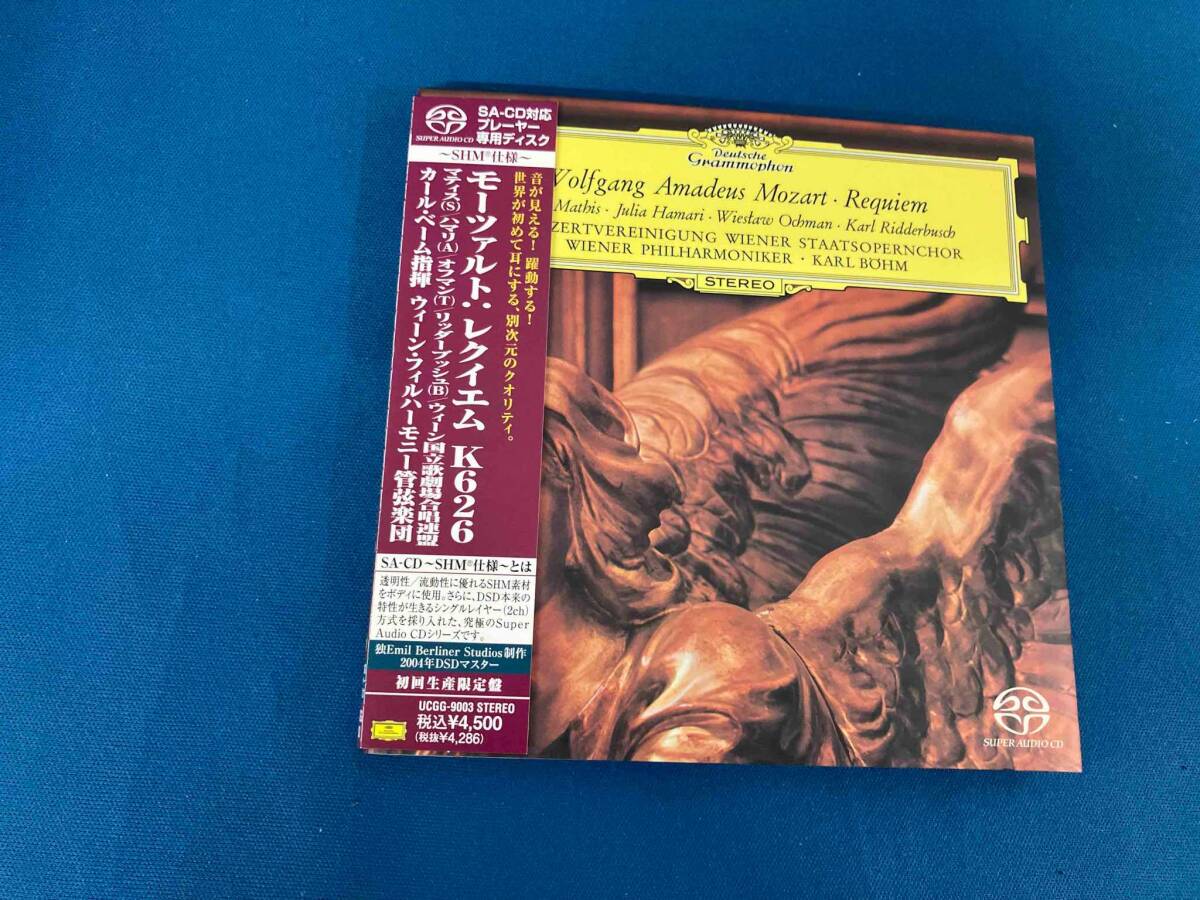 SUPER AUDIO CD
SA-CD対応
プレーヤー
専用ディスク
～SHM®仕様～
音が見える！躍動する！
世界が初めて耳にする、別次元のクオリティ。
モーツァルト：レクイエム K626
マティス(S)/ハマリ(A)/オフマン(T)/リッダーブッシュ(B)/ウィーン国立歌劇場合唱連盟
カール・ベーム指揮 ウィーン・フィルハーモニー管弦楽団
SA-CD～SHM®仕様～とは
透明性/流動性に優れるSHM素材
をボディに使用。さらに、DSD本来の
特性が生きるシングルレイヤー(2ch)
方式を採り入れた、究極のSuper
Audio CDシリーズです。
独Emil Berliner Studios制作
2004年DSDマスター
初回生産限定盤
UCGG-9003 STEREO
税込¥4,500
(税抜¥4,286)
Deutsche
Grammophon
Wolfgang Amadeus Mozart · Requiem
Mathis · Julia Hamari · Wiesław Ochman · Karl Ridderbusch
ZERTVEREINIGUNG WIENER STAATSOPERNCHOR
WIENER PHILHARMONIKER · KARL BÖHM
STEREO
SUPER AUDIO CD